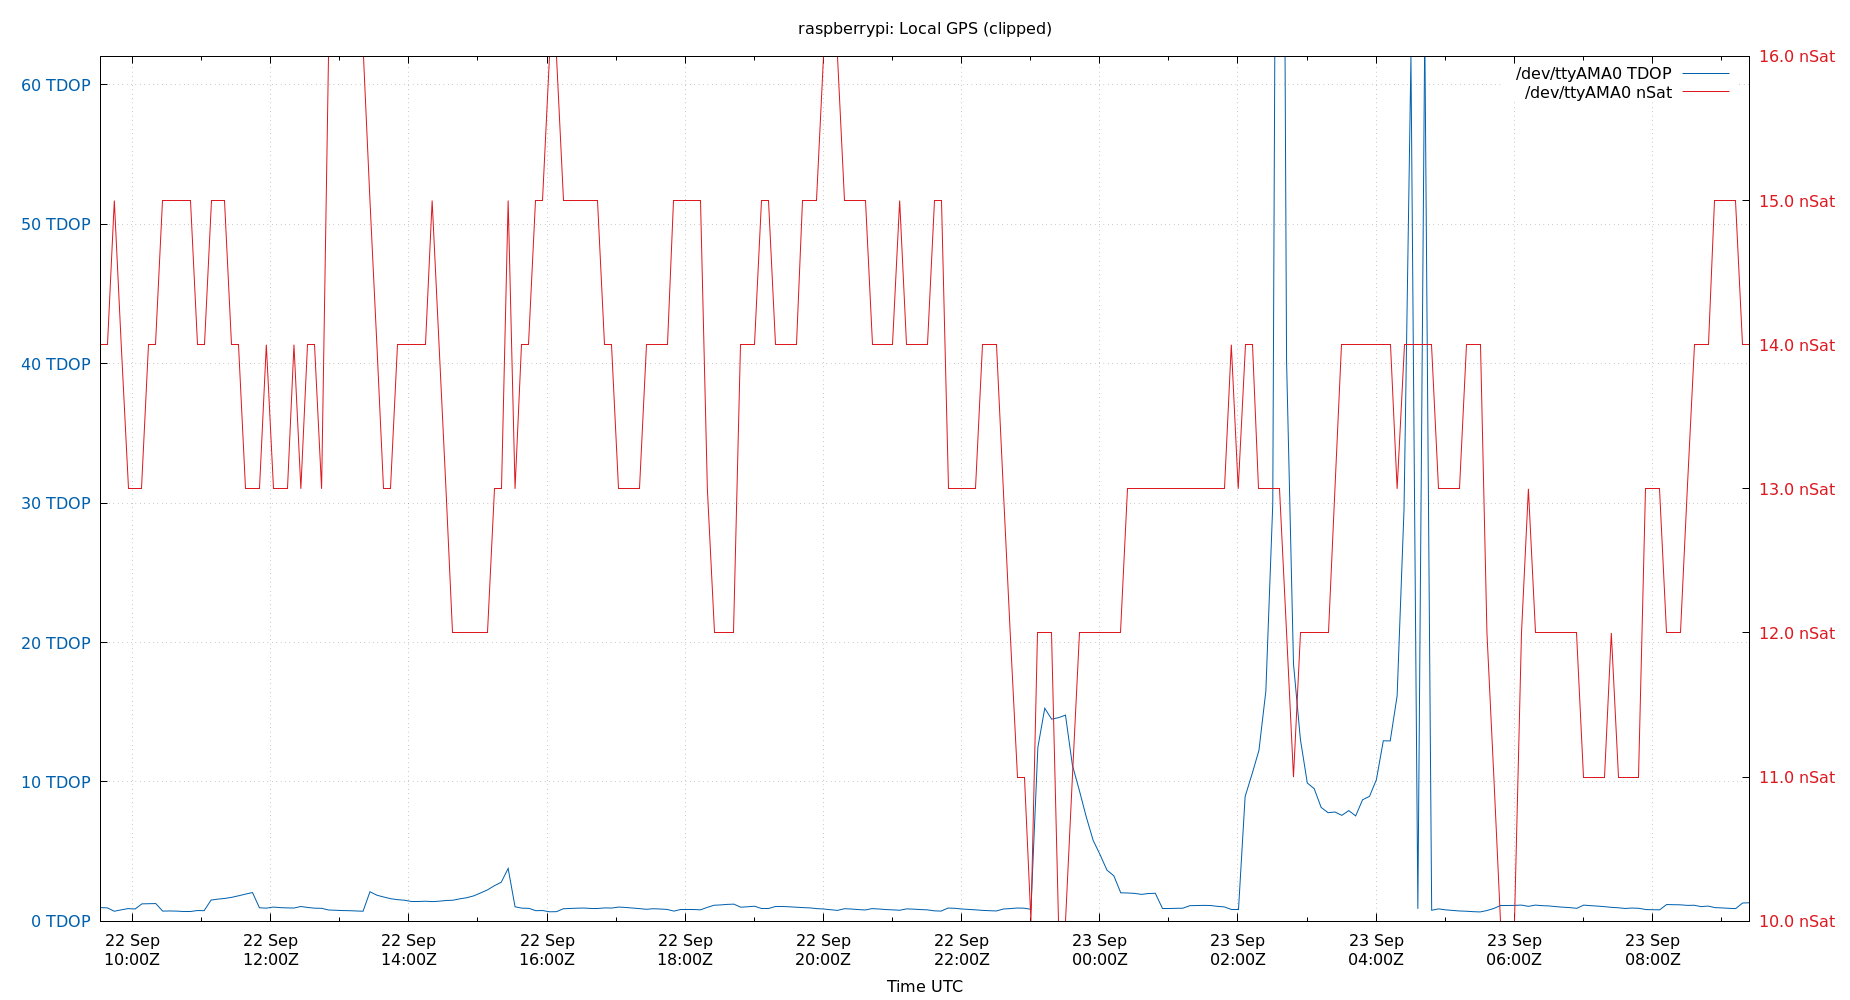 raspberrypi: Local GPS (clipped)
60 TDOP
50 TDOP
40 TDOP
30 TDOP
20 TDOP
10 TDOP
0 TDOP
16.0 nSat
15.0 nSat
14.0 nSat
13.0 nSat
12.0 nSat
11.0 nSat
10.0 nSat
/dev/ttyAMA0 TDOP
/dev/ttyAMA0 nSat
22 Sep
10:00Z
22 Sep
12:00Z
22 Sep
14:00Z
22 Sep
16:00Z
22 Sep
18:00Z
22 Sep
20:00Z
22 Sep
22:00Z
23 Sep
00:00Z
23 Sep
02:00Z
23 Sep
04:00Z
23 Sep
06:00Z
23 Sep
08:00Z
Time UTC